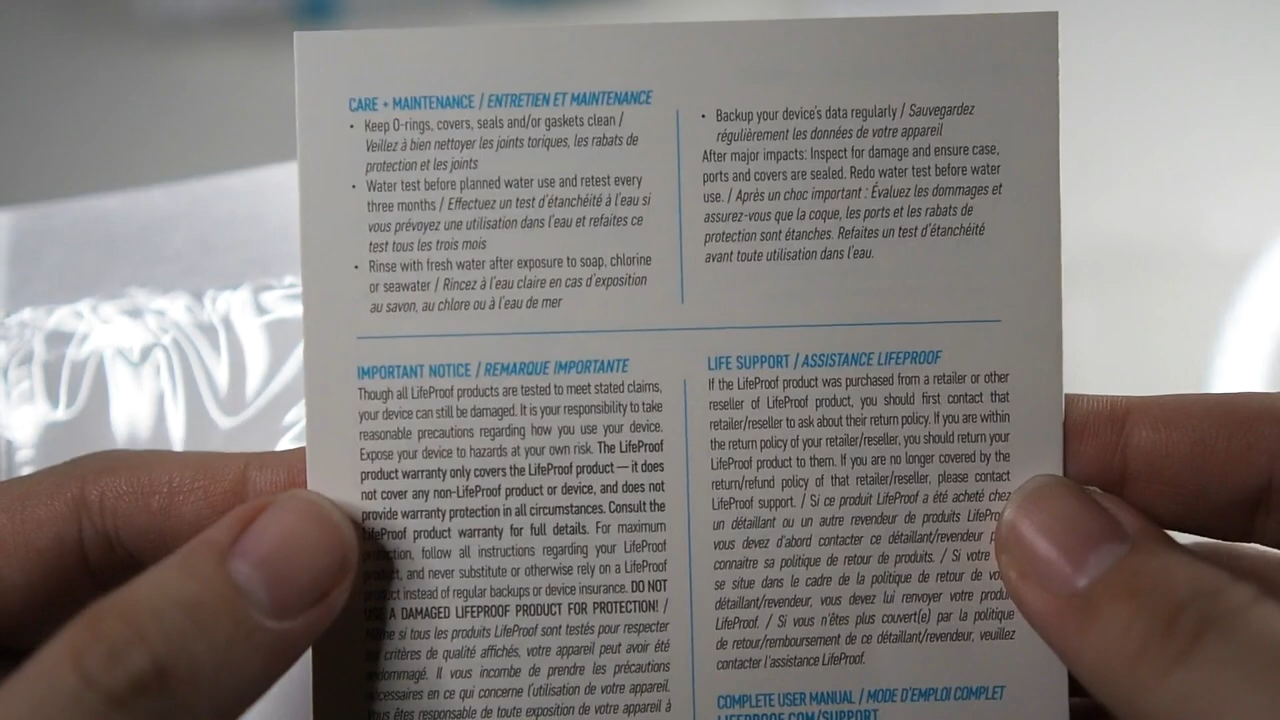 CARE + MAINTENANCE / ENTRETIEN ET MAINTENANCE
• Keep O-rings, covers, seals and/or gaskets clean /
Veillez à bien nettoyer les joints toriques, les rabats de
protection et les joints
• Water test before planned water use and retest every
three months / Effectuez un test d'étanchéité à l'eau si
vous prévoyez une utilisation dans l'eau et refaites ce
test tous les trois mois
• Rinse with fresh water after exposure to soap, chlorine
or seawater / Rincez à l'eau claire en cas d'exposition
au savon, au chlore ou à l'eau de mer
• Backup your device's data regularly / Sauvegardez
régulièrement les données de votre appareil
After major impacts: Inspect for damage and ensure case,
ports and covers are sealed. Redo water test before water
use. / Après un choc important : Évaluez les dommages et
assurez-vous que la coque, les ports et les rabats de
protection sont étanches. Refaites un test d'étanchéité
avant toute utilisation dans l'eau.
IMPORTANT NOTICE / REMARQUE IMPORTANTE
Though all LifeProof products are tested to meet stated claims,
your device can still be damaged. It is your responsibility to take
reasonable precautions regarding how you use your device.
Expose your device to hazards at your own risk. The LifeProof
product warranty only covers the LifeProof product — it does
not cover any non-LifeProof product or device, and does not
provide warranty protection in all circumstances. Consult the
LifeProof product warranty for full details. For maximum
follow all instructions regarding your LifeProof
and never substitute or otherwise rely on a LifeProof
instead of regular backups or device insurance. DO NOT
USE A DAMAGED LIFEPROOF PRODUCT FOR PROTECTION! /
si tous les produits LifeProof sont testés pour respecter
critères de qualité affichés, votre appareil peut avoir été
Il vous incombe de prendre les précautions
en ce qui concerne l'utilisation de votre appareil.
êtes responsable de toute exposition de votre appareil à
LIFE SUPPORT / ASSISTANCE LIFEPROOF
If the LifeProof product was purchased from a retailer or other
reseller of LifeProof product, you should first contact that
retailer/reseller to ask about their return policy. If you are within
the return policy of your retailer/reseller, you should return your
LifeProof product to them. If you are no longer covered by the
return/refund policy of that retailer/reseller, please contact
LifeProof support. / Si ce produit LifeProof a été acheté chez
un détaillant ou un autre revendeur de produits
vous devez d'abord contacter ce détaillant/revendeur
connaitre sa politique de retour de produits. / Si votre
se situe dans le cadre de la politique de retour de
détaillant/revendeur, vous devez lui renvoyer votre
LifeProof. / Si vous n'êtes plus couvert(e) par la politique
de retour/remboursement de ce détaillant/revendeur, veuillez
contacter l'assistance LifeProof.
COMPLETE USER MANUAL / MODE D'EMPLOI COMPLET
LIFEPROOF.COM/SUPPORT